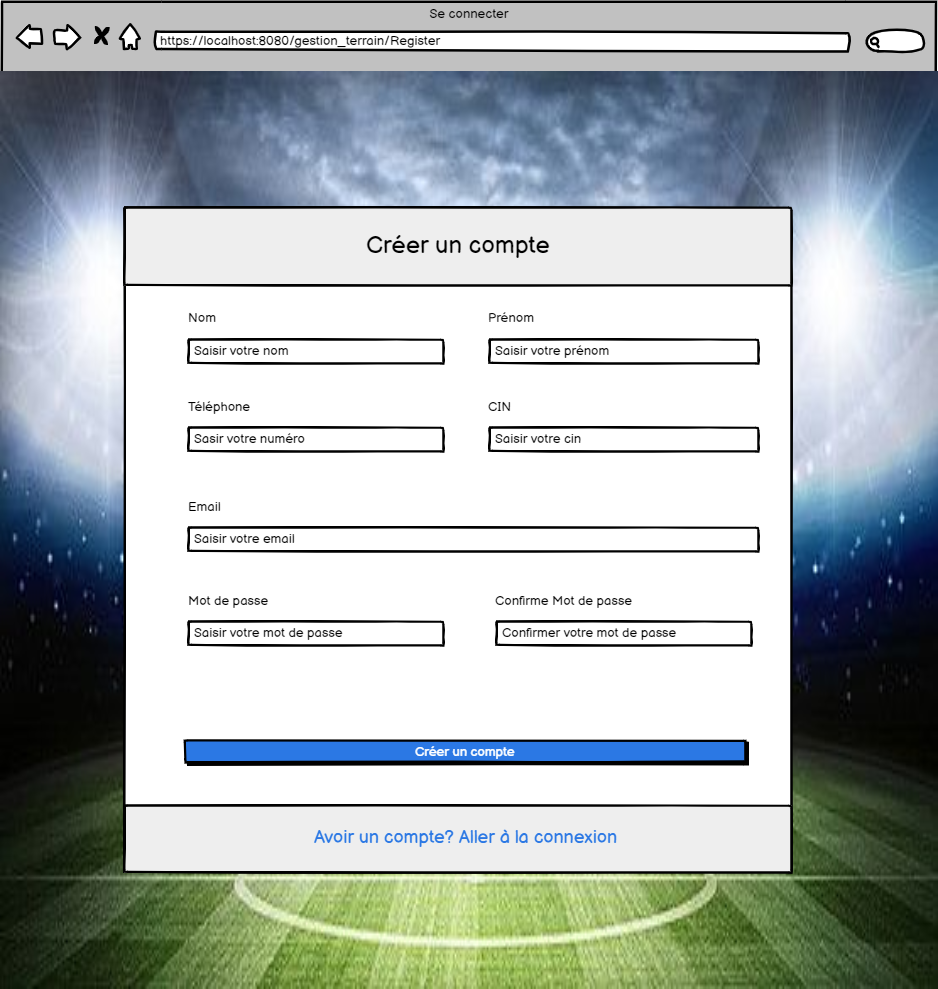 Se connecter
https://localhost:8080/gestion_terrain/Register
Créer un compte
Nom
Prénom
Saisir votre nom
Saisir votre prénom
Téléphone
CIN
Sasir votre numéro
Saisir votre cin
Email
Saisir votre email
Mot de passe
Confirme Mot de passe
Saisir votre mot de passe
Confirmer votre mot de passe
Créer un compte
Avoir un compte? Aller à la connexion